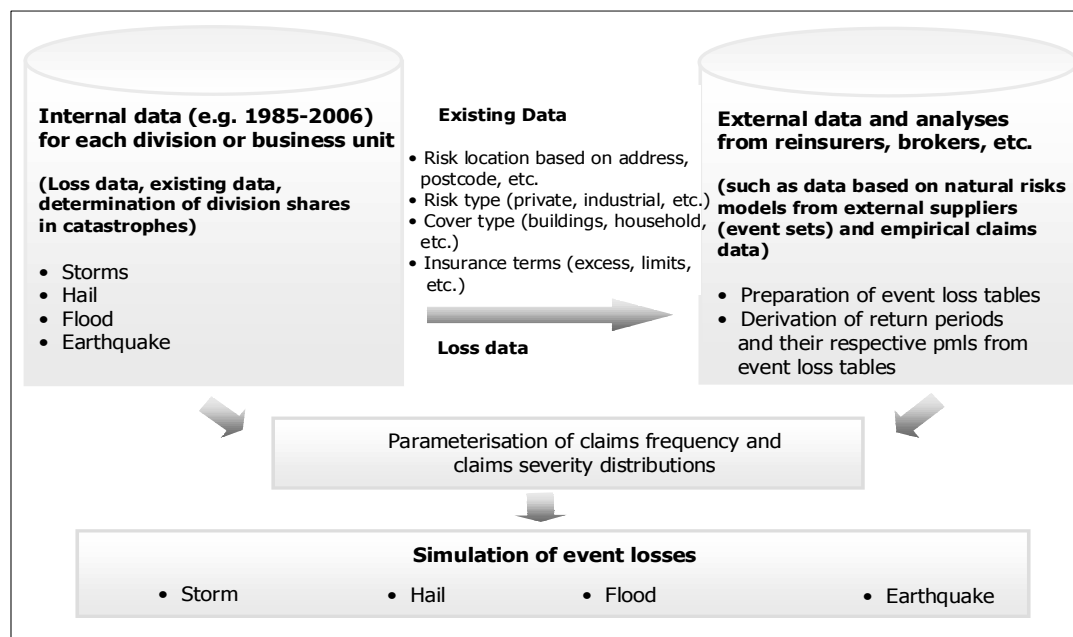 Internal data (e.g. 1985-2006)
for each division or business unit
(Loss data, existing data,
determination of division shares
in catastrophes)
• Storms
• Hail
• Flood
• Earthquake
Existing Data
• Risk location based on address,
postcode, etc.
• Risk type (private, industrial, etc.)
• Cover type (buildings, household,
etc.)
• Insurance terms (excess, limits,
etc.)
Loss data
External data and analyses
from reinsurers, brokers, etc.
(such as data based on natural risks
models from external suppliers
(event sets) and empirical claims
data)
• Preparation of event loss tables
• Derivation of return periods
and their respective pmls from
event loss tables
Parameterisation of claims frequency and
claims severity distributions
Simulation of event losses
• Storm • Hail • Flood • Earthquake